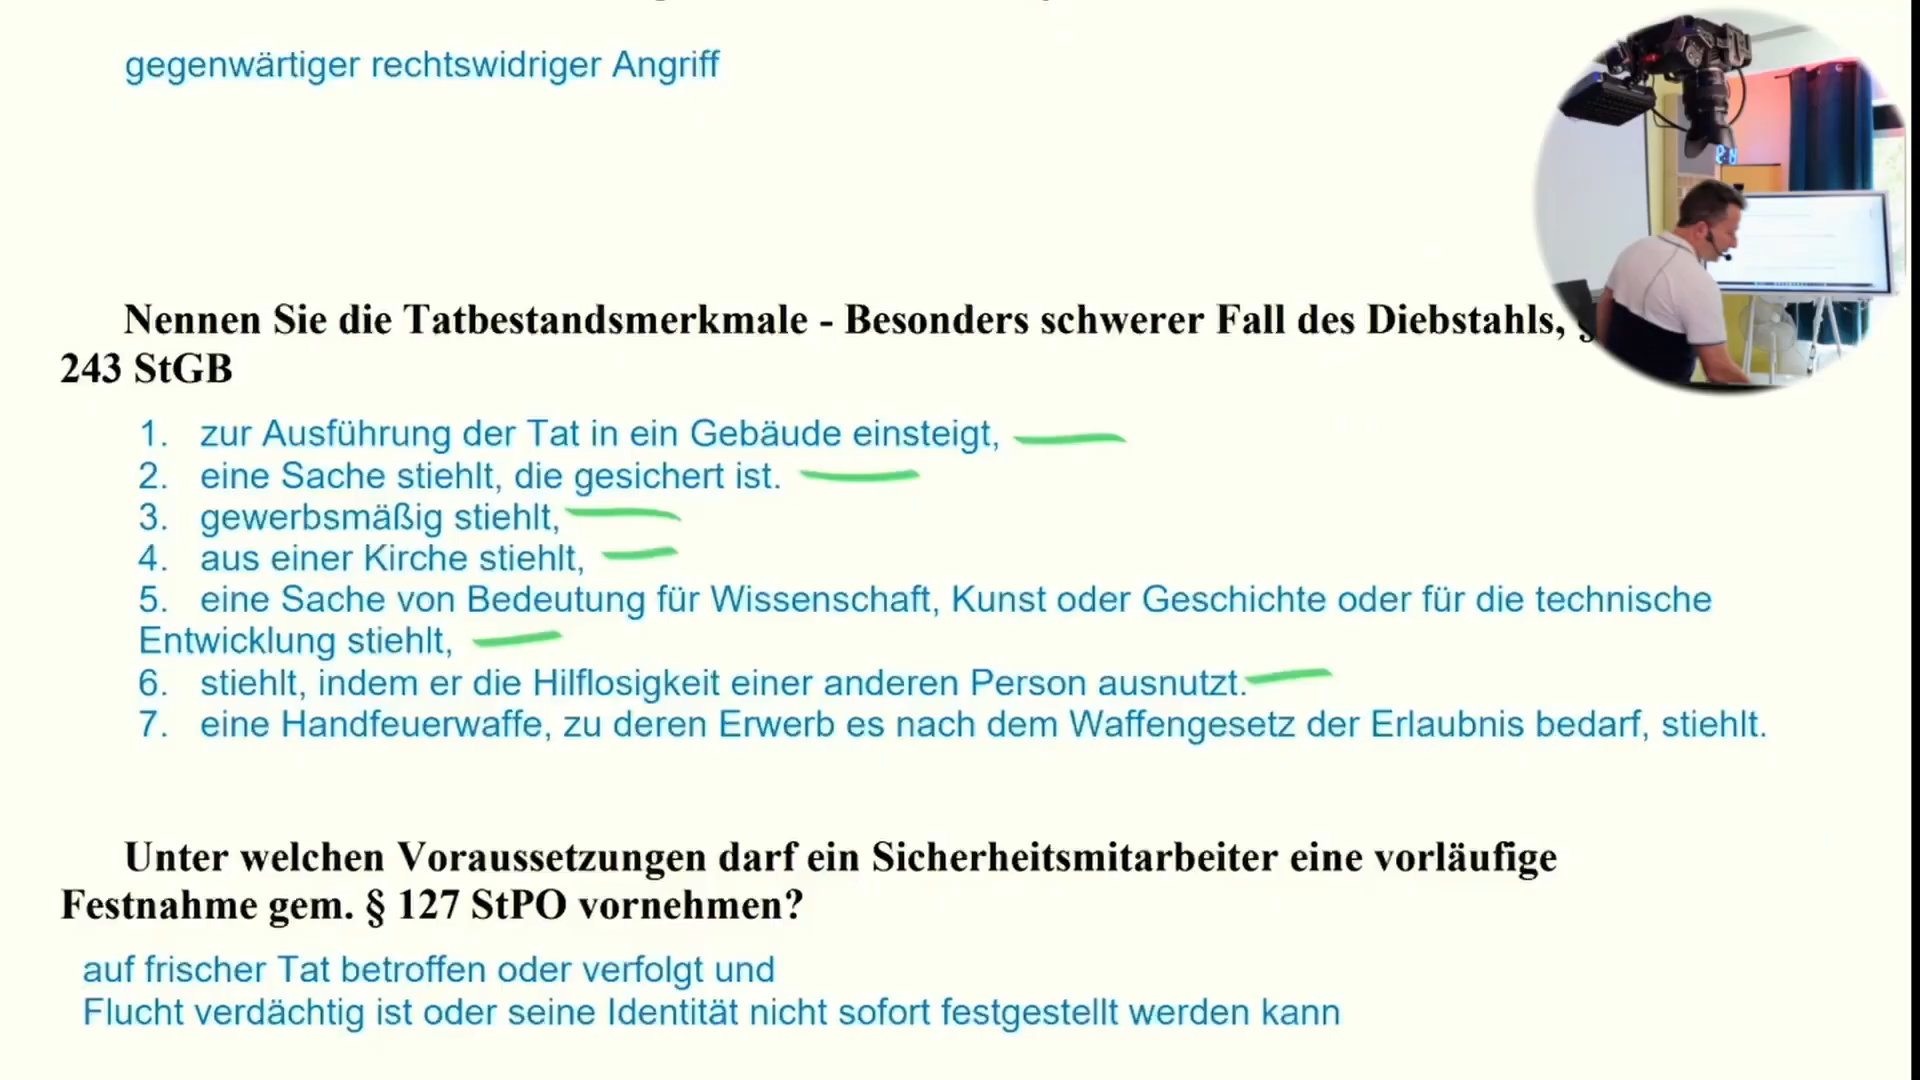 gegenwärtiger rechtswidriger Angriff
Nennen Sie die Tatbestandsmerkmale - Besonders schwerer Fall des Diebstahls, §
243 StGB
1. zur Ausführung der Tat in ein Gebäude einsteigt,
2. eine Sache stiehlt, die gesichert ist.
3. gewerbsmäßig stiehlt,
4. aus einer Kirche stiehlt,
5. eine Sache von Bedeutung für Wissenschaft, Kunst oder Geschichte oder für die technische
Entwicklung stiehlt,
6. stiehlt, indem er die Hilflosigkeit einer anderen Person ausnutzt.
7. eine Handfeuerwaffe, zu deren Erwerb es nach dem Waffengesetz der Erlaubnis bedarf, stiehlt.
Unter welchen Voraussetzungen darf ein Sicherheitsmitarbeiter eine vorläufige
Festnahme gem. § 127 StPO vornehmen?
auf frischer Tat betroffen oder verfolgt und
Flucht verdächtig ist oder seine Identität nicht sofort festgestellt werden kann